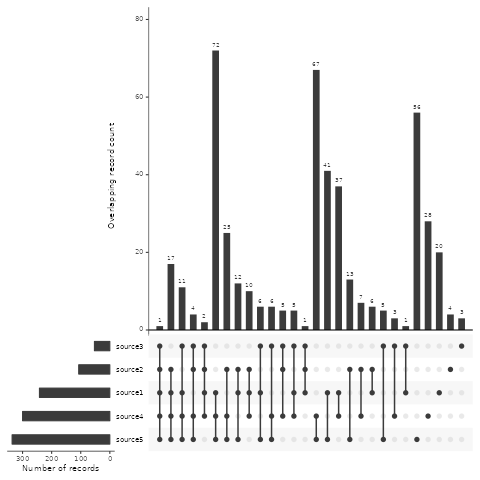 80
60
40
20
0
Overlapping record count
1 17 11 4 2 72 25 12 10 6 6 5 5 1 67 41 37 13 7 6 5 3 1 56 28 20 4 3
source3
source2
source1
source4
source5
300 200 100 0
Number of records